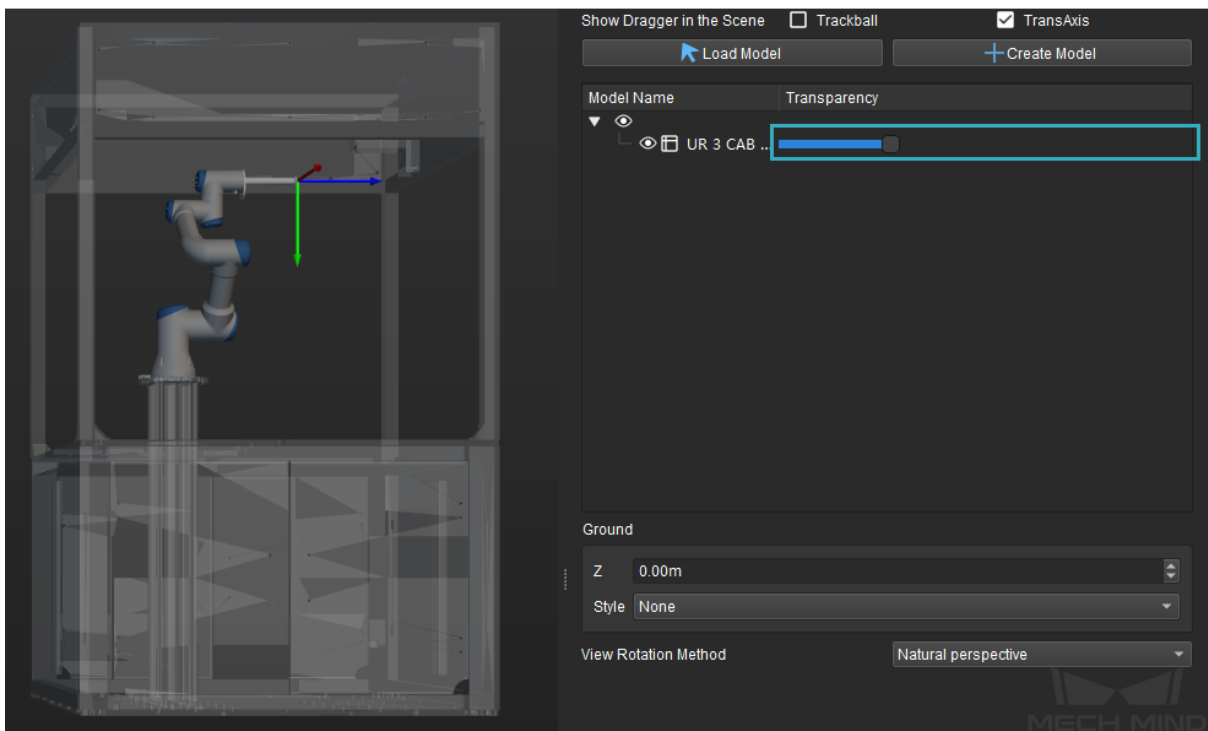 Show Dragger in the Scene Trackball TransAxis
Load Model Create Model
Model Name Transparency
UR 3 CAB ...
Ground
Z 0.00m
Style None
View Rotation Method Natural perspective
MECH MIND